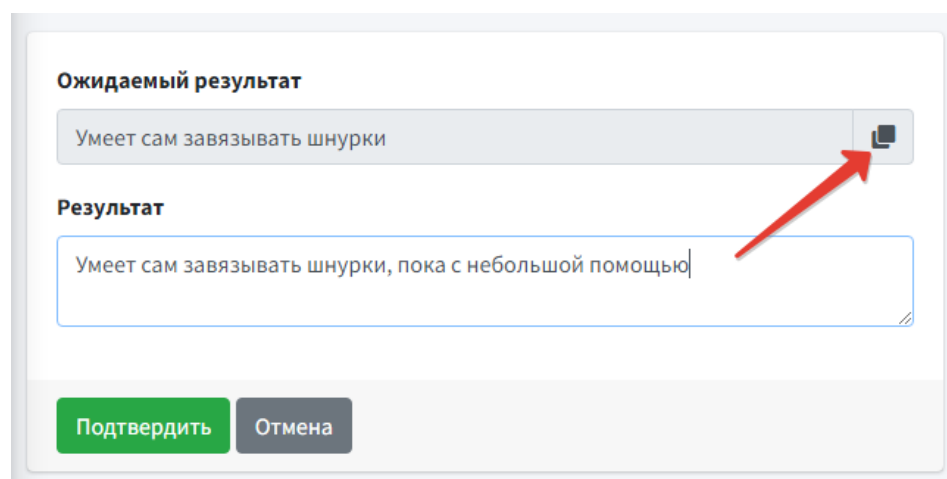 Ожидаемый результат
Умеет сам завязывать шнурки
Результат
Умеет сам завязывать шнурки, пока с небольшой помощью
Подтвердить Отмена